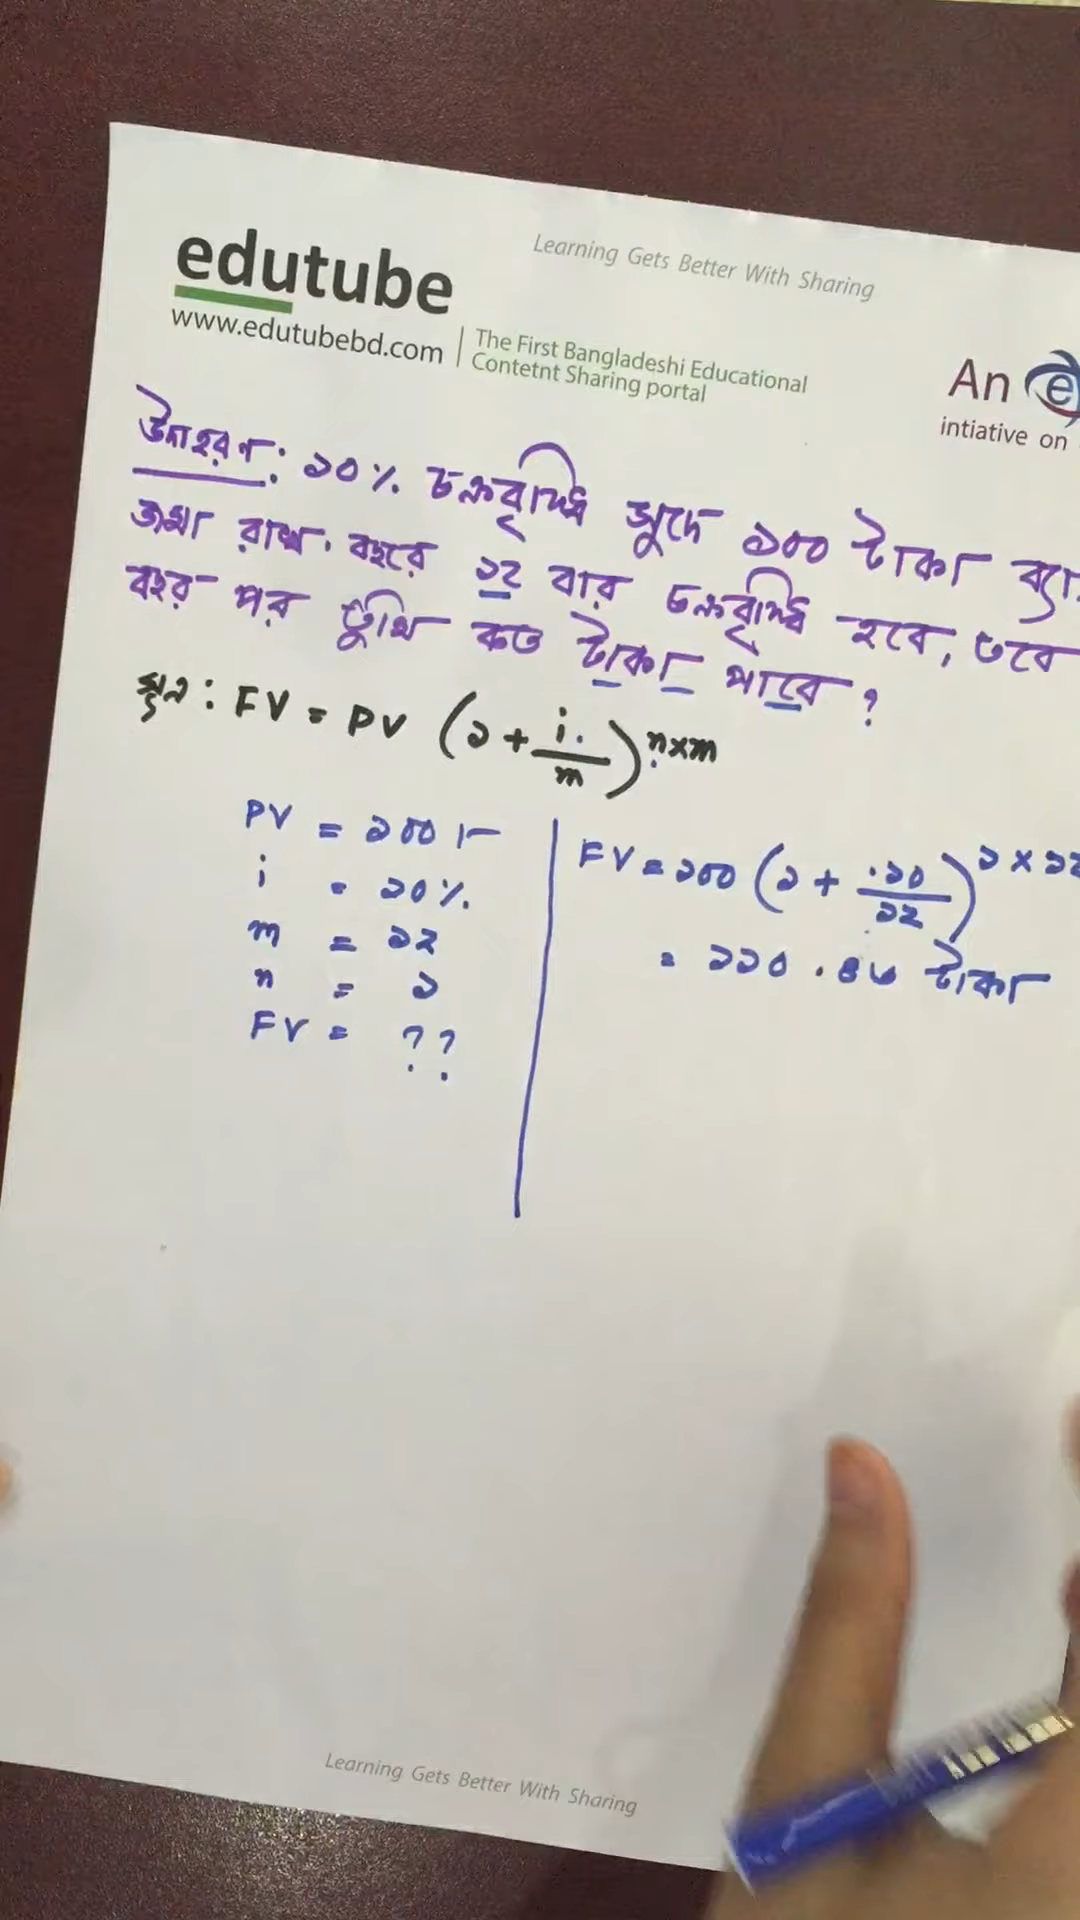 Learning Gets Better With Sharing
edutube
www.edutubebd.com
The First Bangladeshi Educational
Contetnt Sharing portal
An e
intiative on
উদাহরণ: ১০% চক্রবৃদ্ধি সুদে ১০০ টাকা
জমা রাখ. বছরে ১২ বার চক্রবৃদ্ধি হবে, তবে
বছর পর তুমি কত টাকা পাবে ?
সূত্র: FV = PV (১ + i/m)^n×m
PV = ১০০ ৷-
i = ১০%.
m = ১২
n = ১
FV = ??
FV = ১০০ (১ + .১০/১২)^১ × ১২
= ১১০.৪৬ টাকা
Learning Gets Better With Sharing